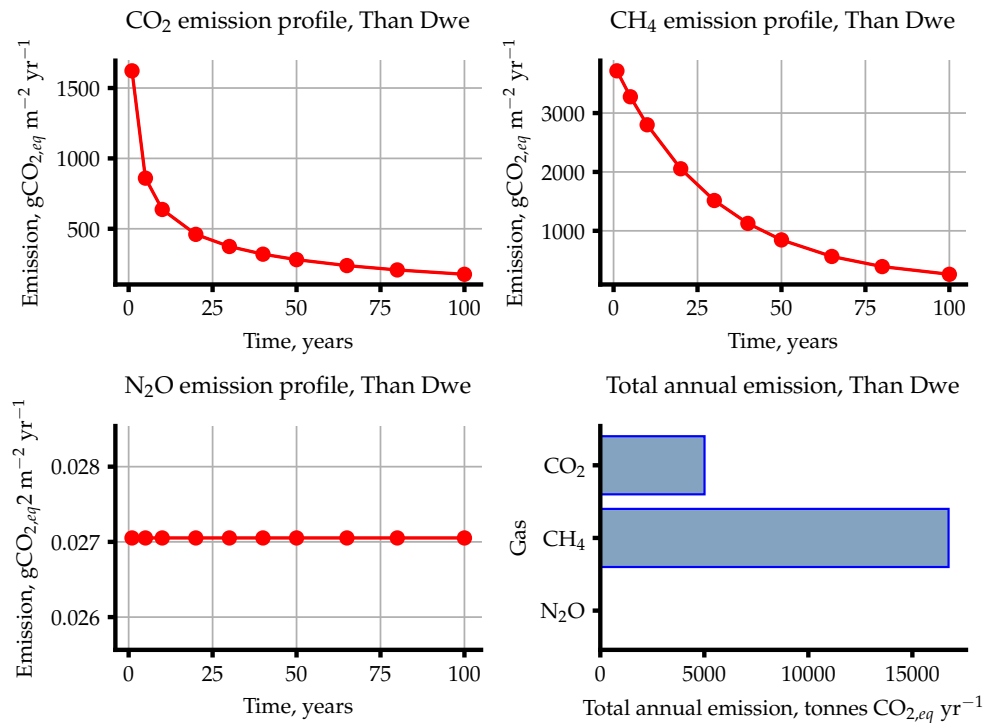 CO₂ emission profile, Than Dwe
Emission, gCO₂,eq m⁻² yr⁻¹
1500
1000
500
0 25 50 75 100
Time, years
CH₄ emission profile, Than Dwe
Emission, gCO₂,eq m⁻² yr⁻¹
3000
2000
1000
0 25 50 75 100
Time, years
N₂O emission profile, Than Dwe
Emission, gCO₂,eq2 m⁻² yr⁻¹
0.028
0.027
0.026
0 25 50 75 100
Time, years
Total annual emission, Than Dwe
Gas
CO₂
CH₄
N₂O
0 5000 10000 15000
Total annual emission, tonnes CO₂,eq yr⁻¹